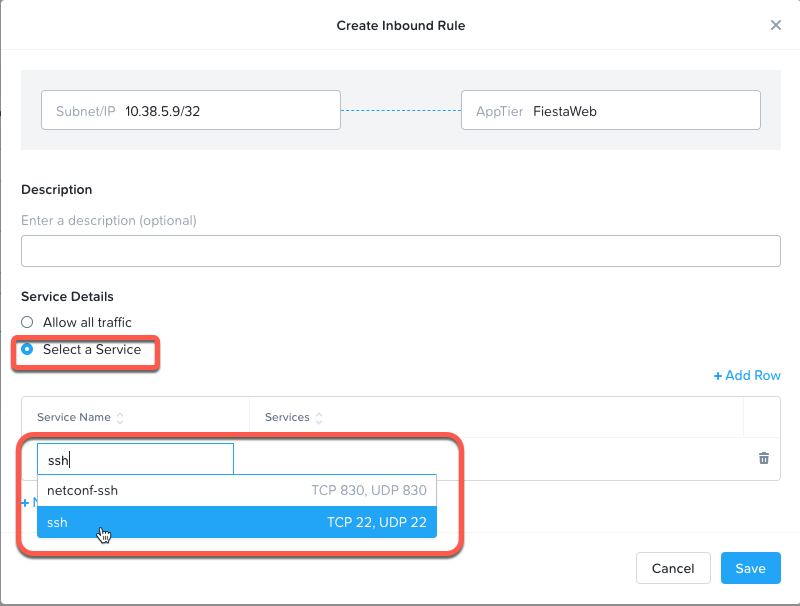 Create Inbound Rule
Subnet/IP 10.38.5.9/32
AppTier FiestaWeb
Description
Enter a description (optional)
Service Details
Allow all traffic
Select a Service
+ Add Row
Service Name Services
ssh
netconf-ssh TCP 830, UDP 830
+ N
ssh TCP 22, UDP 22
Cancel Save